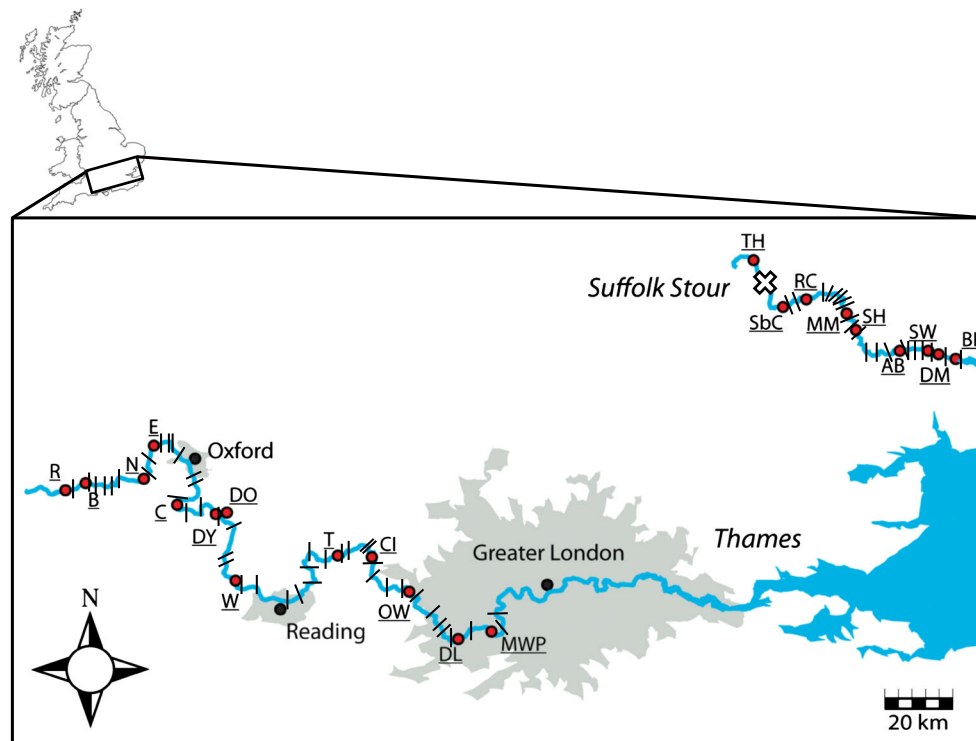 TH
Suffolk Stour
RC
SbC
MM
SH
SW
AB
DM
E
Oxford
R
N
B
C
DO
DY
T
CI
Greater London
Thames
W
OW
Reading
DL
MWP
N
20 km